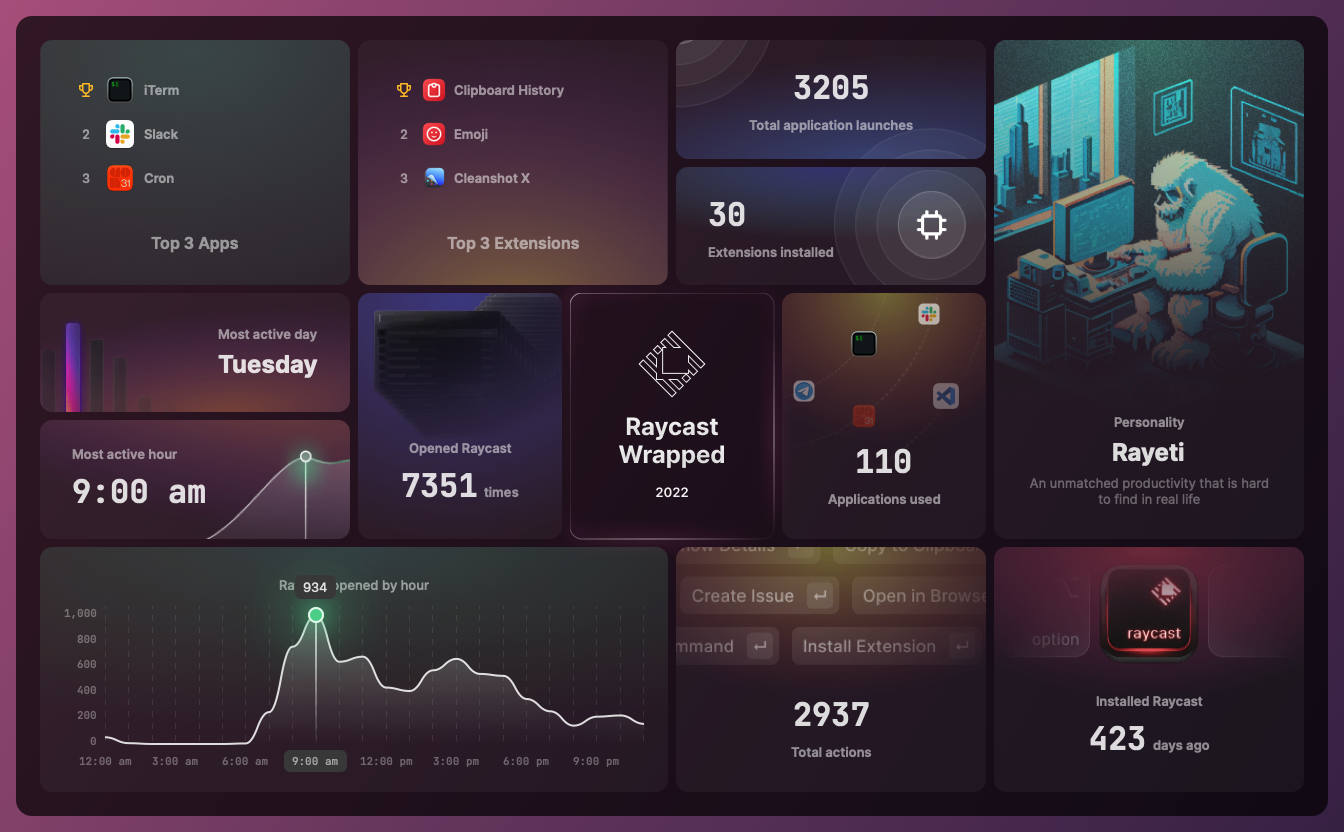 iTerm
2 Slack
3 Cron
Top 3 Apps
Clipboard History
2 Emoji
3 Cleanshot X
Top 3 Extensions
3205
Total application launches
30
Extensions installed
Most active day
Tuesday
Most active hour
9:00 am
Opened Raycast
7351 times
Raycast
Wrapped
2022
110
Applications used
Personality
Rayeti
An unmatched productivity that is hard
to find in real life
934
opened by hour
1,000
800
600
400
200
0
12:00 am 3:00 am 6:00 am 9:00 am 12:00 pm 3:00 pm 6:00 pm 9:00 pm
Details Copy to
Create Issue Open in Browse
mmand Install Extension
2937
Total actions
option raycast
Installed Raycast
423 days ago